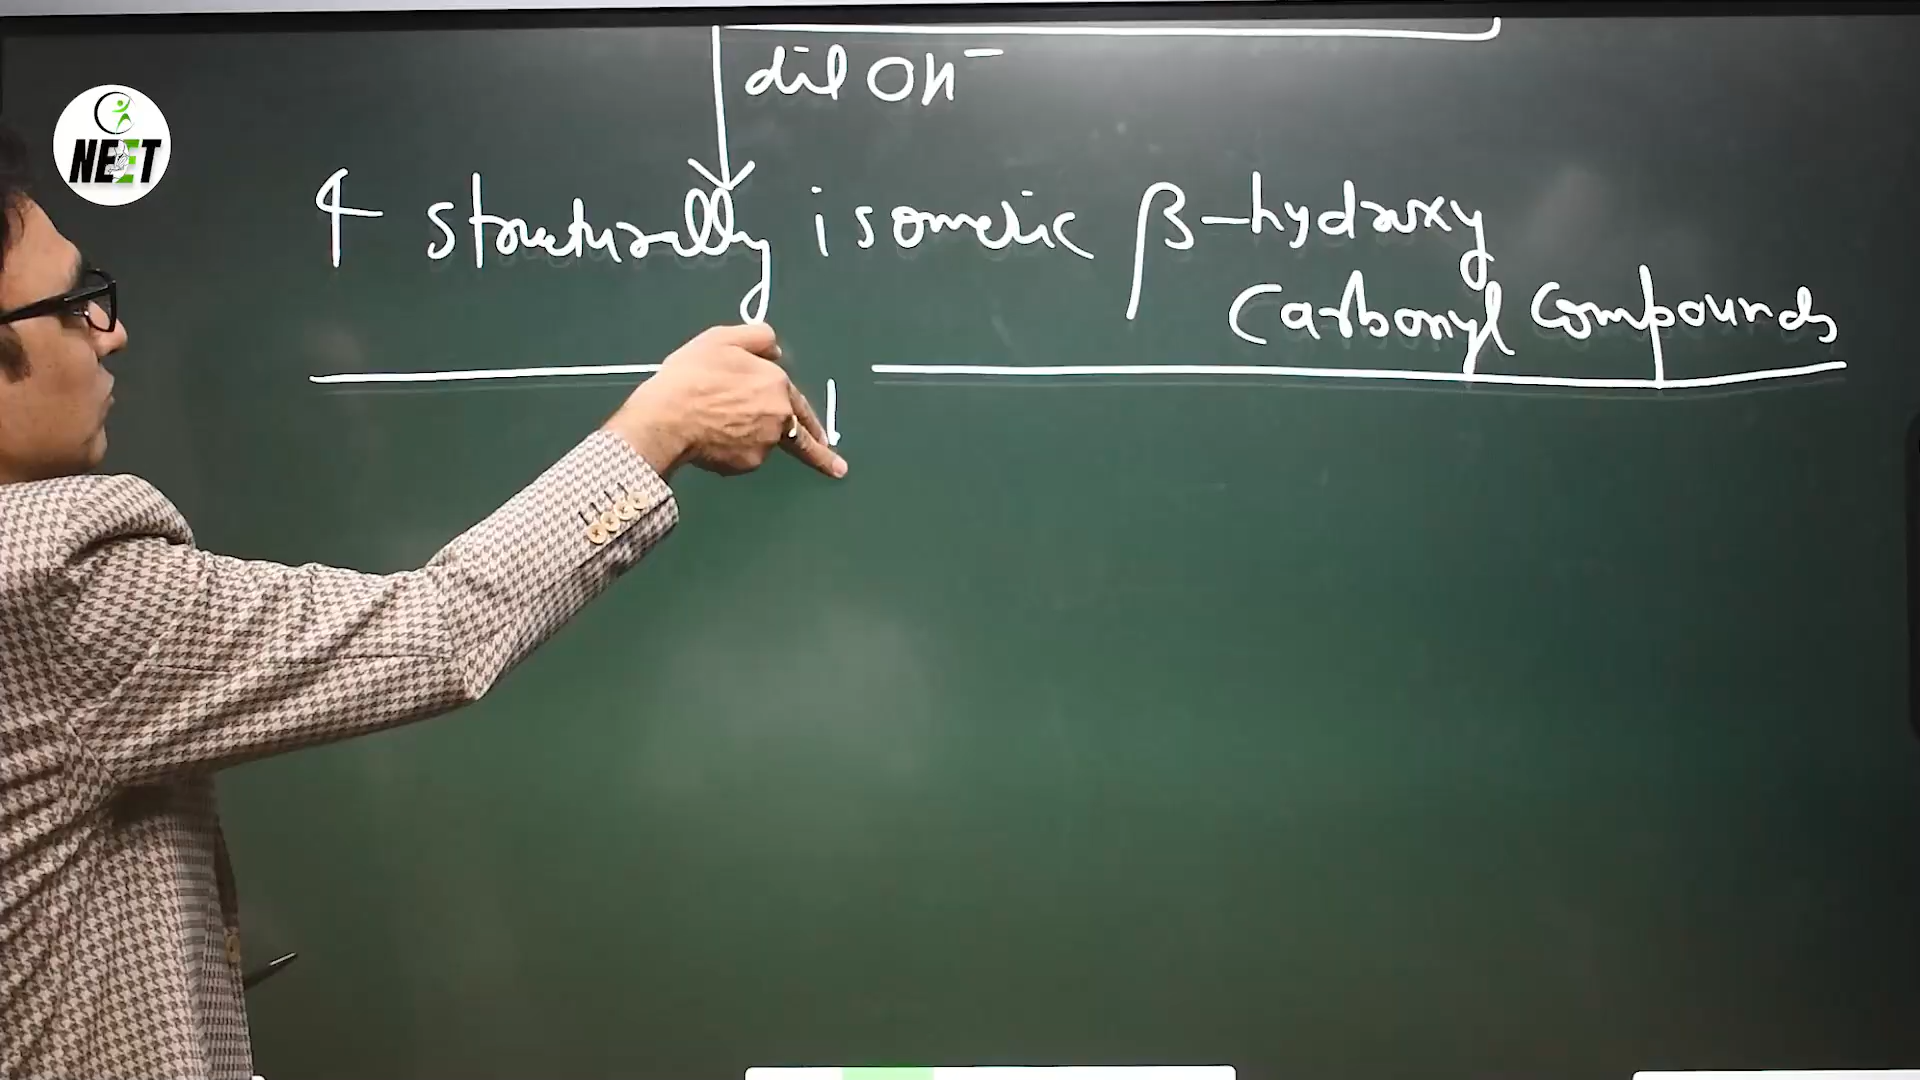 NEET
dil OH⁻
4 structurally isomeric β-hydroxy
Carbonyl Compounds